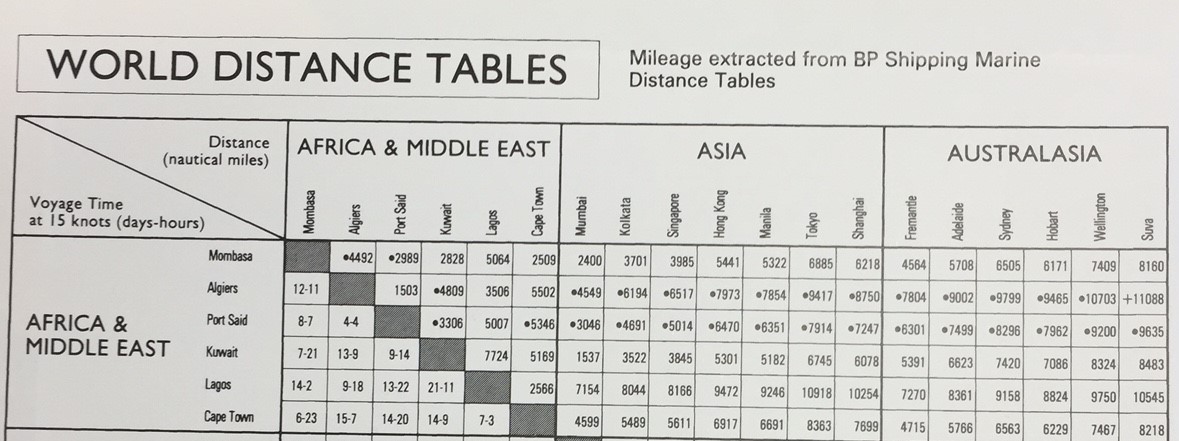 WORLD DISTANCE TABLES
Mileage extracted from BP Shipping Marine
Distance Tables
Distance
(nautical miles)
Voyage Time
at 15 knots (days-hours)
AFRICA & MIDDLE EAST
ASIA
AUSTRALASIA
Mombasa Algiers Port Said Kuwait Lagos Cape Town Mumbai Kolkata Singapore Hong Kong Manila Tokyo Shanghai Fremantle Adelaide Sydney Hobart Wellington Suva
AFRICA &
MIDDLE EAST
Mombasa •4492 •2989 2828 5064 2509 2400 3701 3985 5441 5322 6885 6218 4564 5708 6505 6171 7409 8160
Algiers 12-11 1503 •4809 3506 5502 •4549 •6194 •6517 •7973 •7854 •9417 •8750 •7804 •9002 •9799 •9465 •10703 +11088
Port Said 8-7 4-4 •3306 5007 •5346 •3046 •4691 •5014 •6470 •6351 •7914 •7247 •6301 •7499 •8296 •7962 •9200 •9635
Kuwait 7-21 13-9 9-14 7724 5169 1537 3522 3845 5301 5182 6745 6078 5391 6623 7420 7086 8324 8483
Lagos 14-2 9-18 13-22 21-11 2566 7154 8044 8166 9472 9246 10918 10254 7270 8361 9158 8824 9750 10545
Cape Town 6-23 15-7 14-20 14-9 7-3 4599 5489 5611 6917 6691 8363 7699 4715 5766 6563 6229 7467 8218